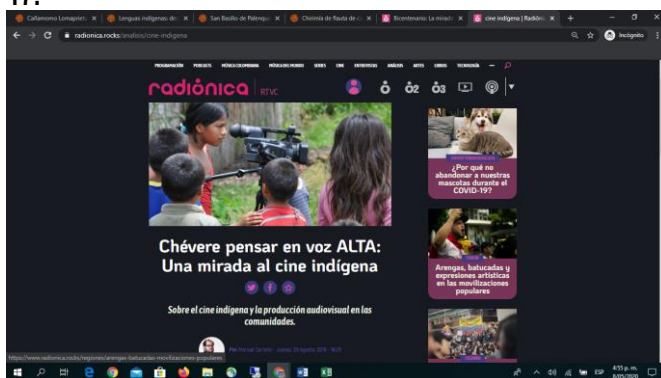 17.
Cañamomo Lomaprieta
Lenguas indígenas de
San Basilio de Palenque
Chirimía de flauta de c
Bicentenario: La mirada
cine indígena | Radióni
radionica.rocks/analisis/cine-indigena
Incógnito
PROGRAMACIÓN PODCASTS MÚSICA COLOMBIANA MÚSICA DEL MUNDO SERIES CINE ENTREVISTAS ANÁLISIS ARTES LIBROS TECNOLOGÍA
radiónica RTVC
¿Por qué no
abandonar a nuestras
mascotas durante el
COVID-19?
Chévere pensar en voz ALTA:
Una mirada al cine indígena
Arengas, batucadas y
expresiones artísticas
en las movilizaciones
populares
Sobre el cine indígena y la producción audiovisual en las
comunidades.
https://www.radionica.rocks/regiones/arengas-batucadas-movilizaciones-populares
ESP
4:55 p. m.
8/05/2020